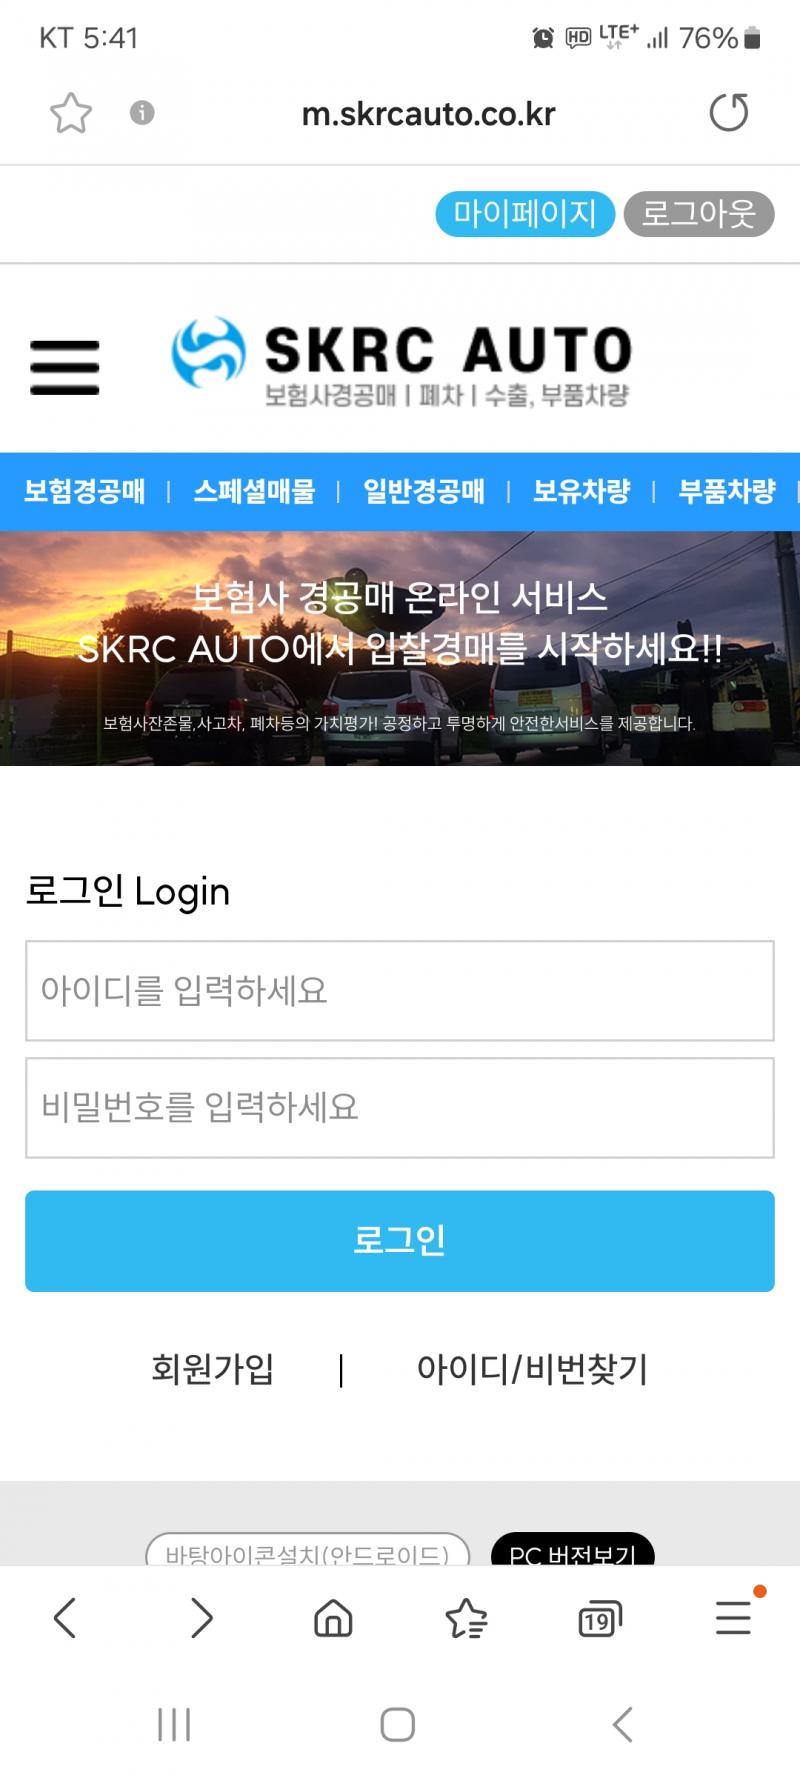 KT 5:41 HD LTE+ 76%
m.skrcauto.co.kr
마이페이지 로그아웃
SKRC AUTO
보험사경공매 | 폐차 | 수출, 부품차량
보험경공매 | 스페셜매물 | 일반경공매 | 보유차량 | 부품차량 |
보험사 경공매 온라인 서비스
SKRC AUTO에서 입찰경매를 시작하세요!!
보험사잔존물,사고차, 폐차등의 가치평가! 공정하고 투명하게 안전한서비스를 제공합니다.
로그인 Login
아이디를 입력하세요
비밀번호를 입력하세요
로그인
회원가입 | 아이디/비번찾기
바탕아이콘설치(안드로이드) PC 버전보기
19